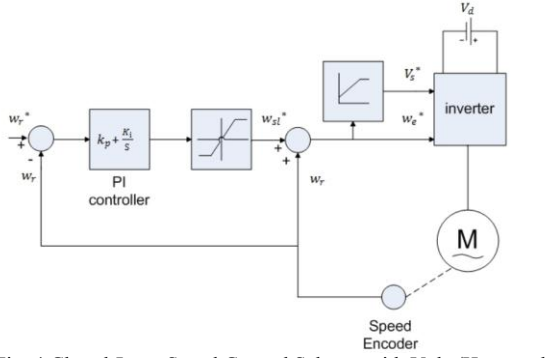 V_d
- +
V_s*
inverter
w_r*
+
-
w_r
k_p + K_i/s
PI
controller
w_sl*
+
+
w_e*
w_r
M
Speed
Encoder